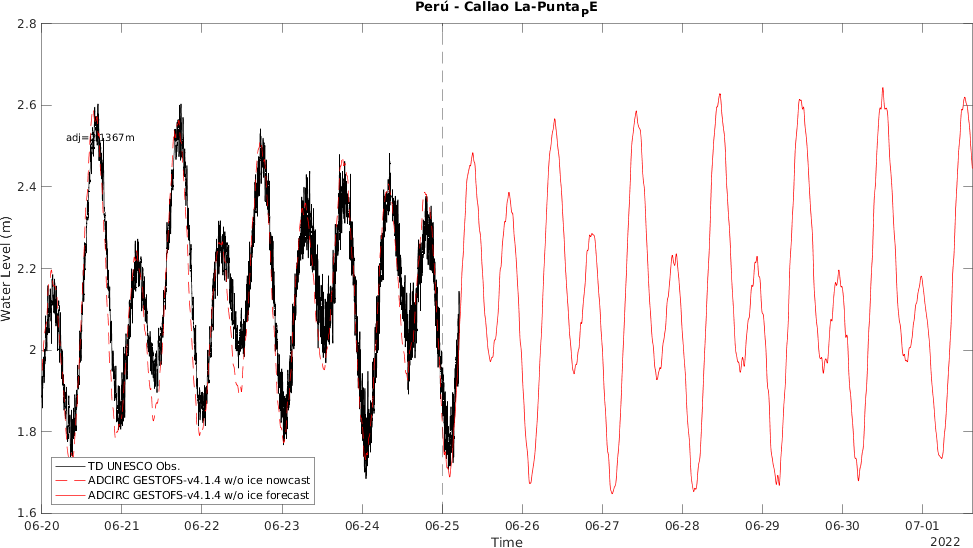 Perú - Callao La-Punta_PE
2.8
2.6
adj=2.1367m
2.4
2.2
Water Level (m)
2
1.8
TD UNESCO Obs.
ADCIRC GESTOFS-v4.1.4 w/o ice nowcast
ADCIRC GESTOFS-v4.1.4 w/o ice forecast
1.6
06-20 06-21 06-22 06-23 06-24 06-25 06-26 06-27 06-28 06-29 06-30 07-01
Time
2022